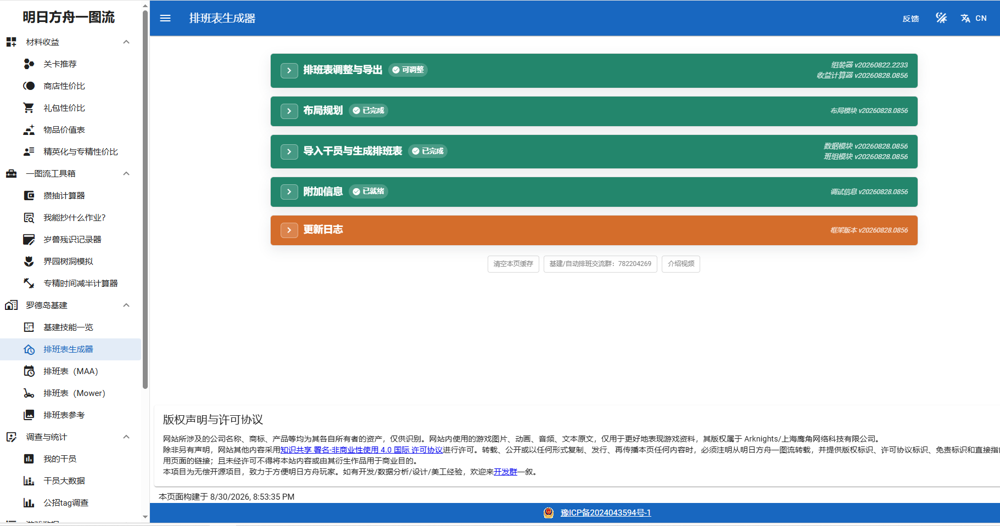 明日方舟一图流
材料收益
关卡推荐
商店性价比
礼包性价比
物品价值表
精英化与专精性价比
一图流工具箱
攒抽计算器
我能抄什么作业?
岁兽残识记录器
界园树洞模拟
专精时间减半计算器
罗德岛基建
基建技能一览
排班表生成器
排班表（MAA）
排班表（Mower）
排班表参考
调查与统计
我的干员
干员大数据
公招tag调查
排班表生成器
反馈
CN
排班表调整与导出 可调整
组装器 v20260822.2233
收益计算器 v20260828.0856
布局规划 已完成
布局模块 v20260828.0856
导入干员与生成排班表 已完成
数据模块 v20260828.0856
班组模块 v20260828.0856
附加信息 已就绪
调试信息 v20260828.0856
更新日志
框架版本 v20260828.0856
清空本页缓存
基建/自动排班交流群：782204269
介绍视频
版权声明与许可协议
网站所涉及的公司名称、商标、产品等均为其各自所有者的资产，仅供识别。网站内使用的游戏图片、动画、音频、文本原文，仅用于更好地表现游戏资料，其版权属于 Arknights/上海鹰角网络科技有限公司。
除非另有声明，网站其他内容采用知识共享 署名-非商业性使用 4.0 国际 许可协议进行许可。转载、公开或以任何形式复制、发行、再传播本页任何内容时，必须注明从明日方舟一图流转载，并提供版权标识、许可协议标识、免责标识和直接指
用页面的链接；且未经许可不得将本站内容或由其衍生作品用于商业目的。
本项目为无偿开源项目，致力于方便明日方舟玩家。如有开发/数据分析/设计/美工经验，欢迎来开发群一叙。
本页面构建于 8/30/2026, 8:53:35 PM
豫ICP备2024043594号-1